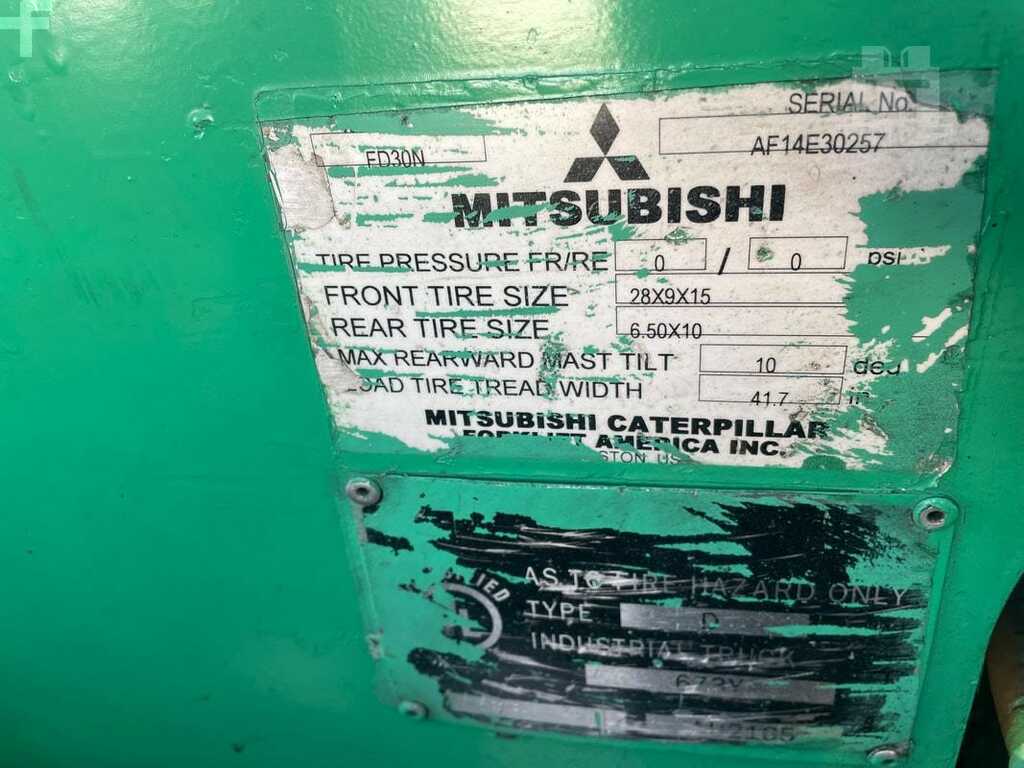 SERIAL No.
FD30N
AF14E30257
MITSUBISHI
TIRE PRESSURE FR/RE 0 / 0 psi
FRONT TIRE SIZE 28X9X15
REAR TIRE SIZE 6.50X10
MAX REARWARD MAST TILT 10 deg
LOAD TIRE TREAD WIDTH 41.7 in
MITSUBISHI CATERPILLAR
FORKLIFT AMERICA INC.
AS TO FIRE HAZARD ONLY
TYPE D
INDUSTRIAL TRUCK